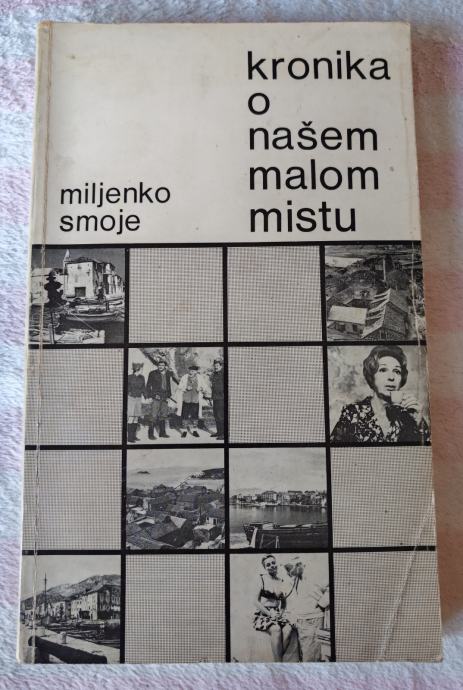 kronika
o
našem
malom
mistu
miljenko
smoje